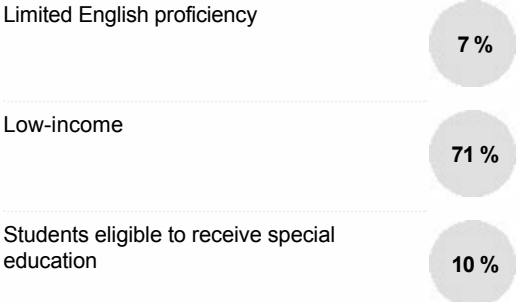 Limited English proficiency
7 %
Low-income
71 %
Students eligible to receive special
education
10 %